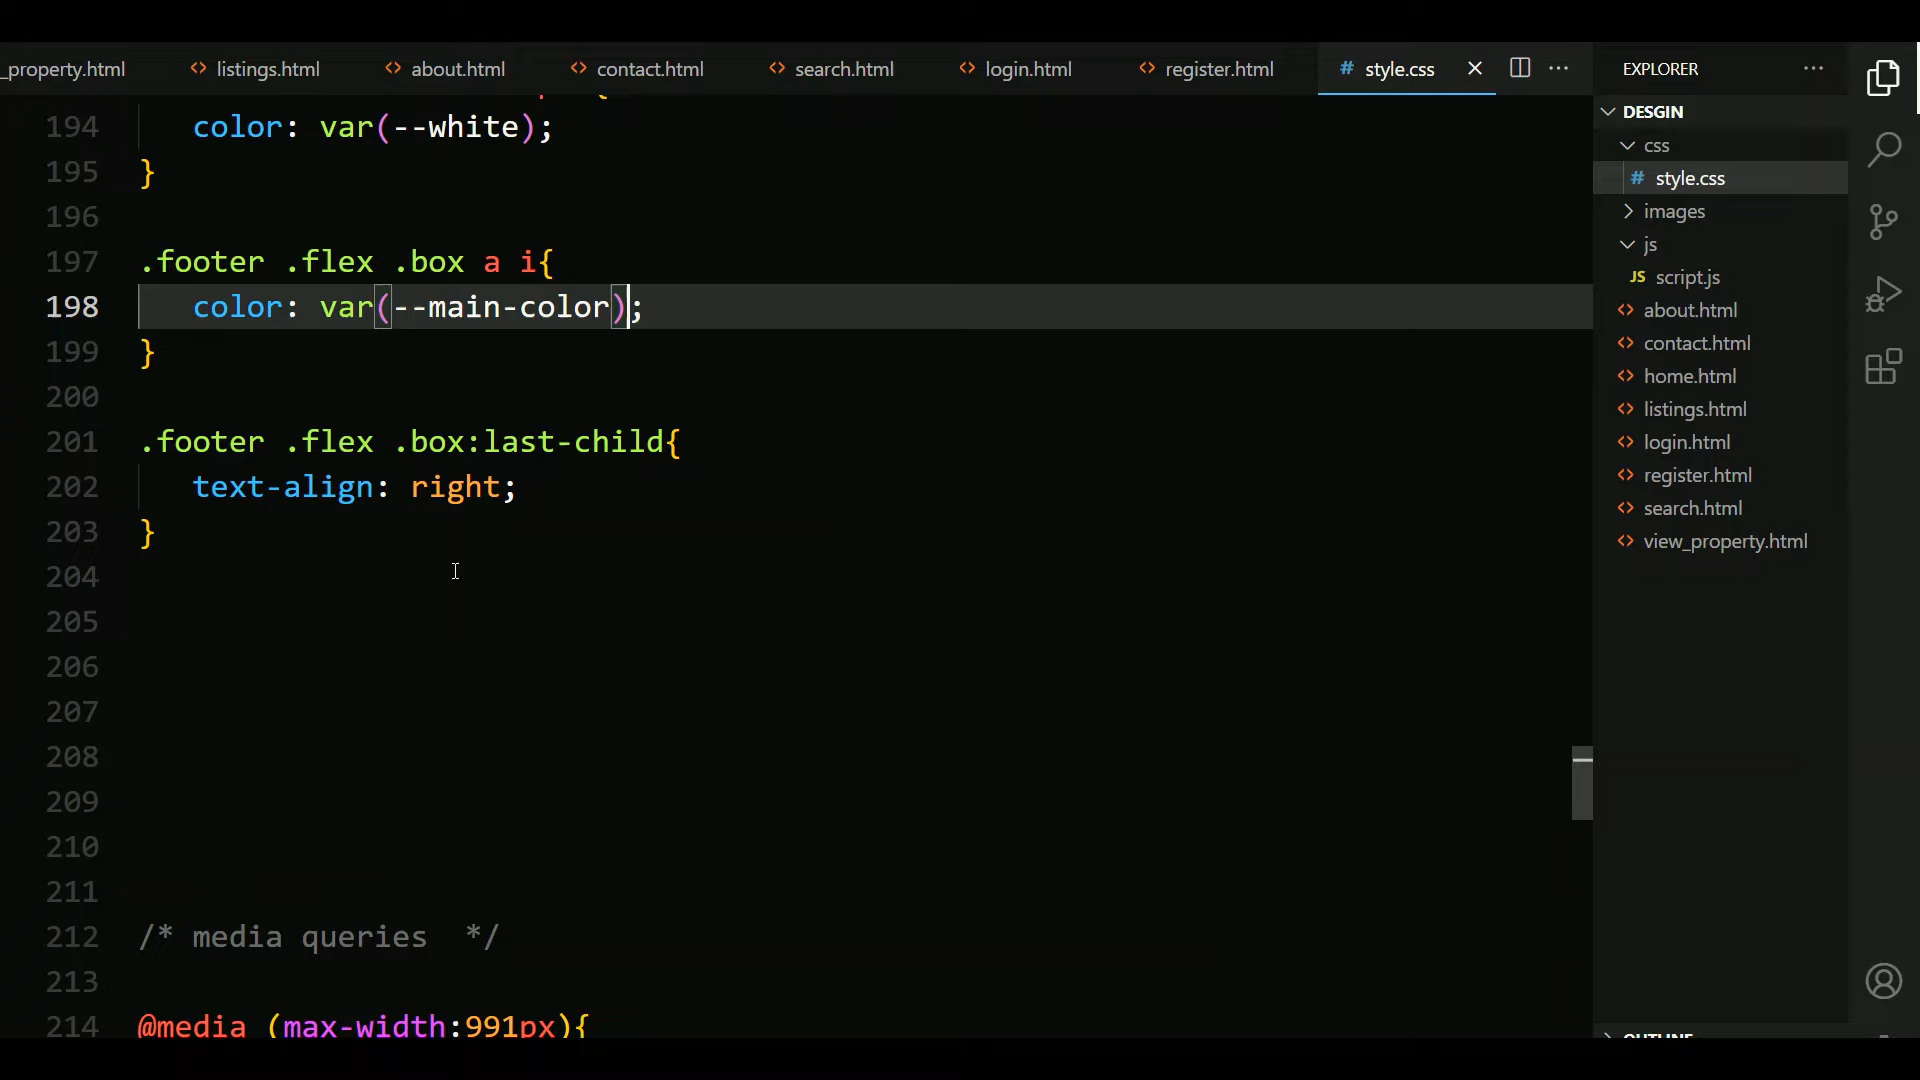 _property.html
listings.html
about.html
contact.html
search.html
login.html
register.html
# style.css
EXPLORER
194 color: var(--white);
195 }
196
197 .footer .flex .box a i{
198 color: var(--main-color);
199 }
200
201 .footer .flex .box:last-child{
202 text-align: right;
203 }
204
205
206
207
208
209
210
211
212 /* media queries  */
213
214 @media (max-width:991px){
DESGIN
css
# style.css
images
js
JS script.js
about.html
contact.html
home.html
listings.html
login.html
register.html
search.html
view_property.html
OUTLINE